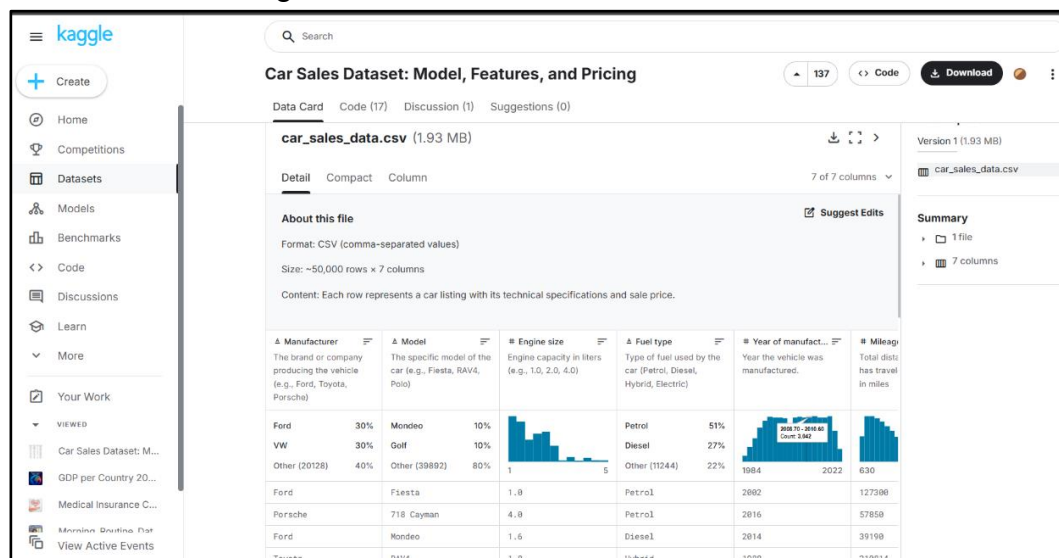 kaggle
Search
Create
Home
Competitions
Datasets
Models
Benchmarks
Code
Discussions
Learn
More
Your Work
VIEWED
Car Sales Dataset: M...
GDP per Country 20...
Medical Insurance C...
Morning Routine Dat
View Active Events
Car Sales Dataset: Model, Features, and Pricing
137
<> Code
Download
Data Card Code (17) Discussion (1) Suggestions (0)
car_sales_data.csv (1.93 MB)
Detail Compact Column
7 of 7 columns
About this file
Suggest Edits
Format: CSV (comma-separated values)
Size: ~50,000 rows × 7 columns
Content: Each row represents a car listing with its technical specifications and sale price.
Manufacturer
The brand or company
producing the vehicle
(e.g., Ford, Toyota,
Porsche)
Model
The specific model of the
car (e.g., Fiesta, RAV4,
Polo)
# Engine size
Engine capacity in liters
(e.g., 1.0, 2.0, 4.0)
Fuel type
Type of fuel used by the
car (Petrol, Diesel,
Hybrid, Electric)
# Year of manufact...
Year the vehicle was
manufactured.
# Mileag
Total dista
has travel
in miles
Ford 30%
VW 30%
Other (20128) 40%
Mondeo 10%
Golf 10%
Other (39892) 80%
1 5
Petrol 51%
Diesel 27%
Other (11244) 22%
Count: 3,942
1984 2022
630
Ford Fiesta 1.0 Petrol 2002 127300
Porsche 718 Cayman 4.0 Petrol 2016 57850
Ford Mondeo 1.6 Diesel 2014 39190
Version 1 (1.93 MB)
car_sales_data.csv
Summary
1 file
7 columns